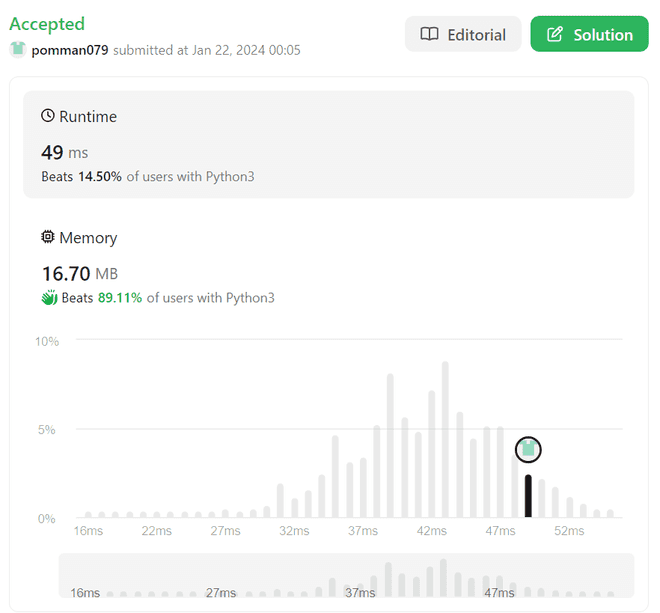 Accepted
pomman079 submitted at Jan 22, 2024 00:05
Editorial
Solution
Runtime
49 ms
Beats 14.50% of users with Python3
Memory
16.70 MB
Beats 89.11% of users with Python3
10%
5%
0%
16ms 22ms 27ms 32ms 37ms 42ms 47ms 52ms
16ms 27ms 37ms 47ms